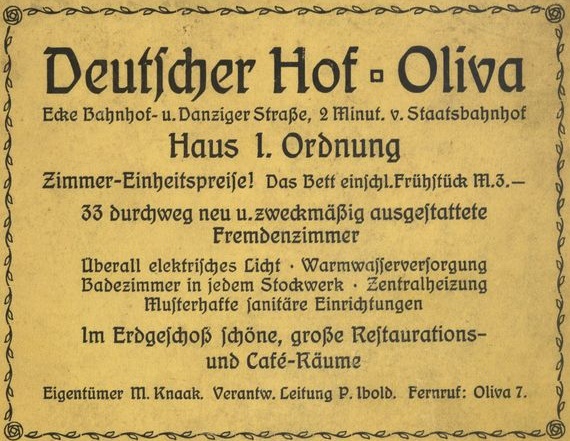 Deutscher Hof ▫ Oliva
Ecke Bahnhof- u. Danziger Straße, 2 Minut. v. Staatsbahnhof
Haus 1. Ordnung
Zimmer-Einheitspreise! Das Bett einschl. Frühstück M. 3.—
33 durchweg neu u. zweckmäßig ausgestattete
Fremdenzimmer
Überall elektrisches Licht · Warmwasserversorgung
Badezimmer in jedem Stockwerk · Zentralheizung
Musterhafte sanitäre Einrichtungen
Im Erdgeschoß schöne, große Restaurations-
und Café-Räume
Eigentümer M. Knaak. Verantw. Leitung P. Ibold. Fernruf: Oliva 7.